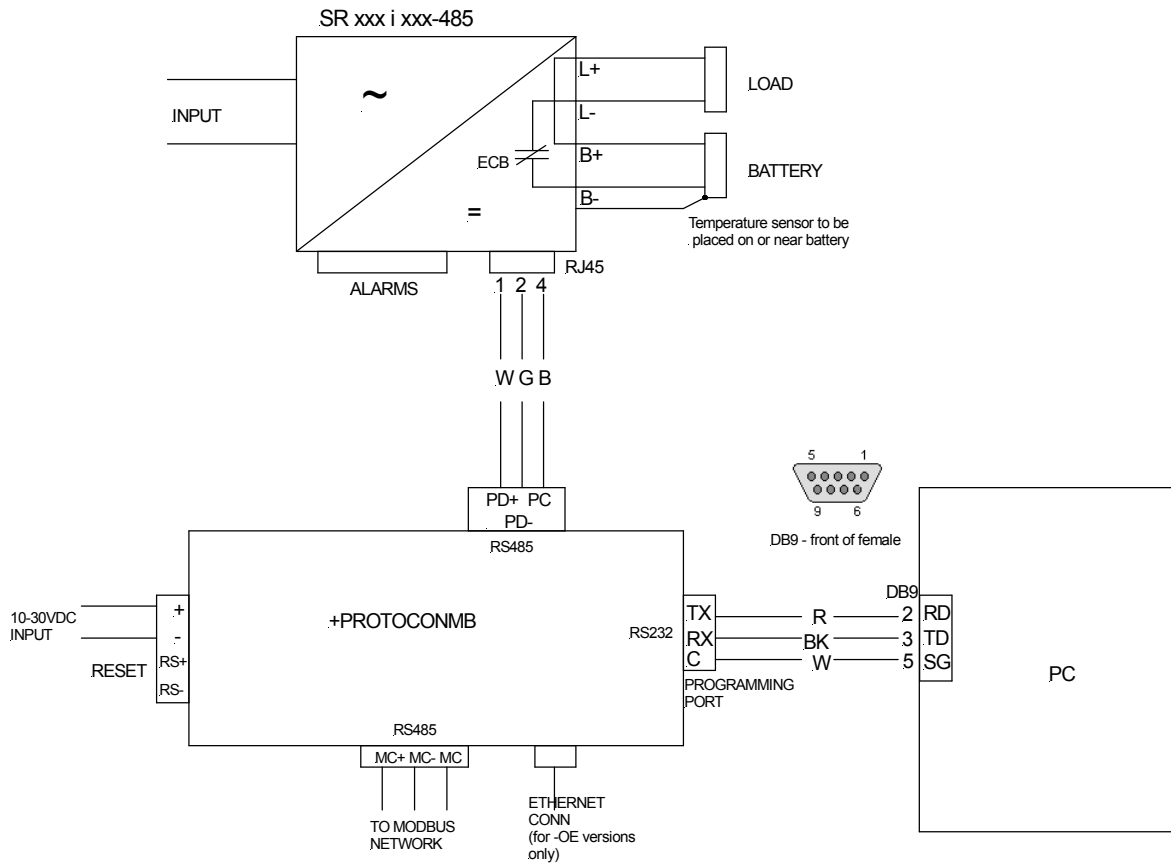 SR xxx i xxx-485
~
INPUT
L+
L-
LOAD
ECB
B+
B-
BATTERY
=
Temperature sensor to be
placed on or near battery
RJ45
ALARMS
1 2 4
W G B
PD+ PC
PD-
RS485
5 1
9 6
DB9 - front of female
10-30VDC
INPUT
+
-
RESET
RS+
RS-
+PROTOCONMB
RS232
TX
RX
C
PROGRAMMING
PORT
R
BK
W
DB9
2 RD
3 TD
5 SG
PC
RS485
MC+ MC- MC
TO MODBUS
NETWORK
ETHERNET
CONN
(for -OE versions
only)